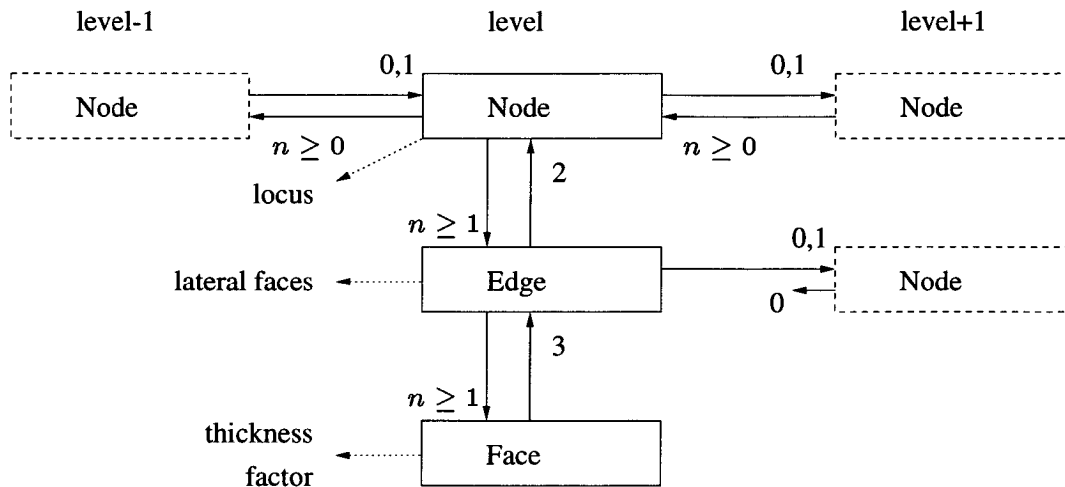 level-1
level
level+1
0,1
0,1
Node
Node
Node
n ≥ 0
n ≥ 0
2
locus
n ≥ 1
0,1
lateral faces
Edge
Node
0
3
n ≥ 1
thickness
factor
Face